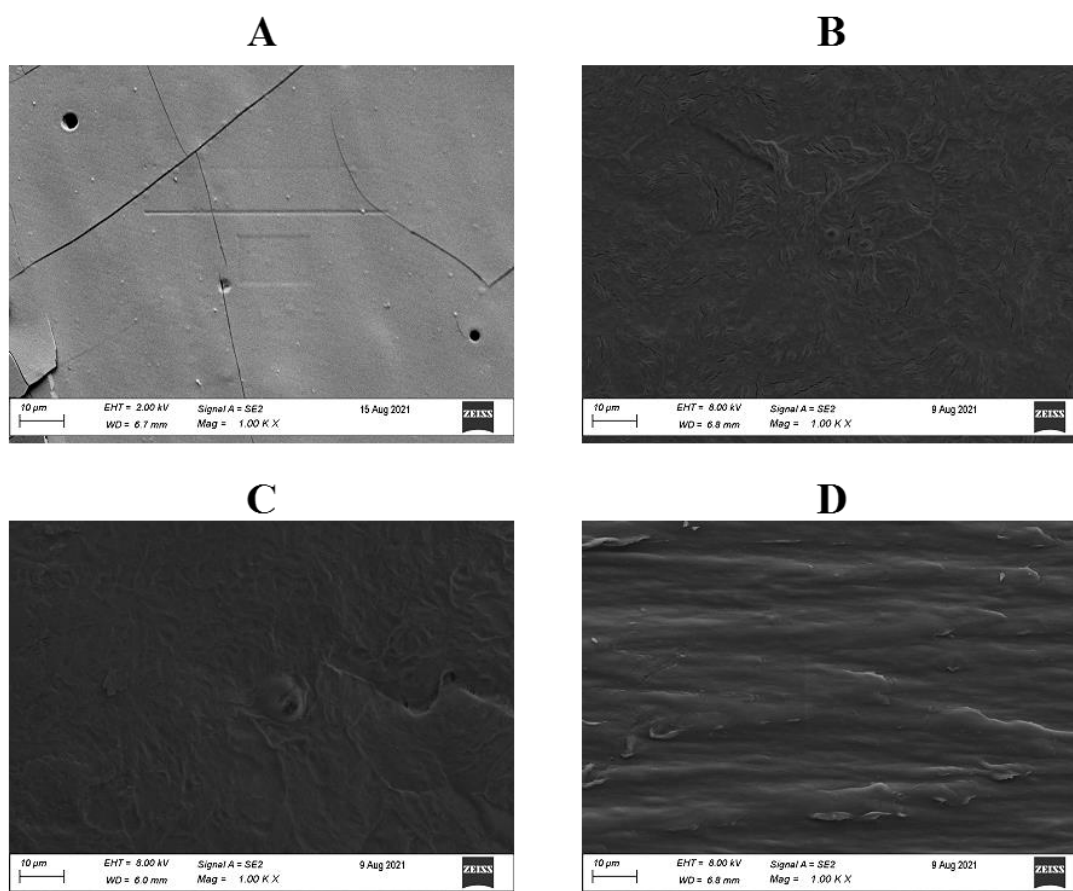 A
B
10 µm EHT = 2.00 kV Signal A = SE2 15 Aug 2021 ZEISS
WD = 6.7 mm Mag = 1.00 K X
10 µm EHT = 8.00 kV Signal A = SE2 9 Aug 2021 ZEISS
WD = 6.8 mm Mag = 1.00 K X
C
D
10 µm EHT = 8.00 kV Signal A = SE2 9 Aug 2021 ZEISS
WD = 6.0 mm Mag = 1.00 K X
10 µm EHT = 8.00 kV Signal A = SE2 9 Aug 2021 ZEISS
WD = 6.8 mm Mag = 1.00 K X